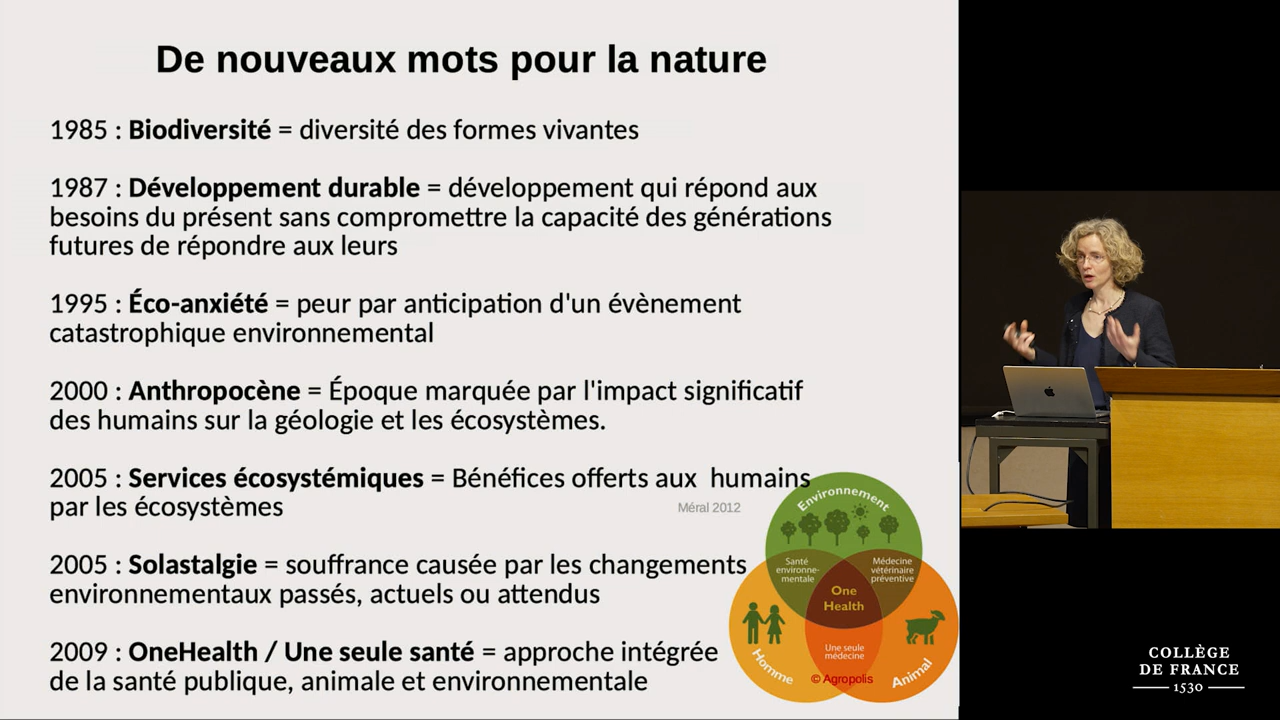 De nouveaux mots pour la nature
1985 : Biodiversité = diversité des formes vivantes
1987 : Développement durable = développement qui répond aux
besoins du présent sans compromettre la capacité des générations
futures de répondre aux leurs
1995 : Éco-anxiété = peur par anticipation d'un évènement
catastrophique environnemental
2000 : Anthropocène = Époque marquée par l'impact significatif
des humains sur la géologie et les écosystèmes.
2005 : Services écosystémiques = Bénéfices offerts aux  humains
par les écosystèmes
Méral 2012
2005 : Solastalgie = souffrance causée par les changements
environnementaux passés, actuels ou attendus
2009 : OneHealth / Une seule santé = approche intégrée
de la santé publique, animale et environnementale
Environnement
Santé
environne-
mentale
Médecine
vétérinaire
préventive
One
Health
Une seule
médecine
Homme
Animal
© Agropolis
COLLÈGE
DE FRANCE
1530